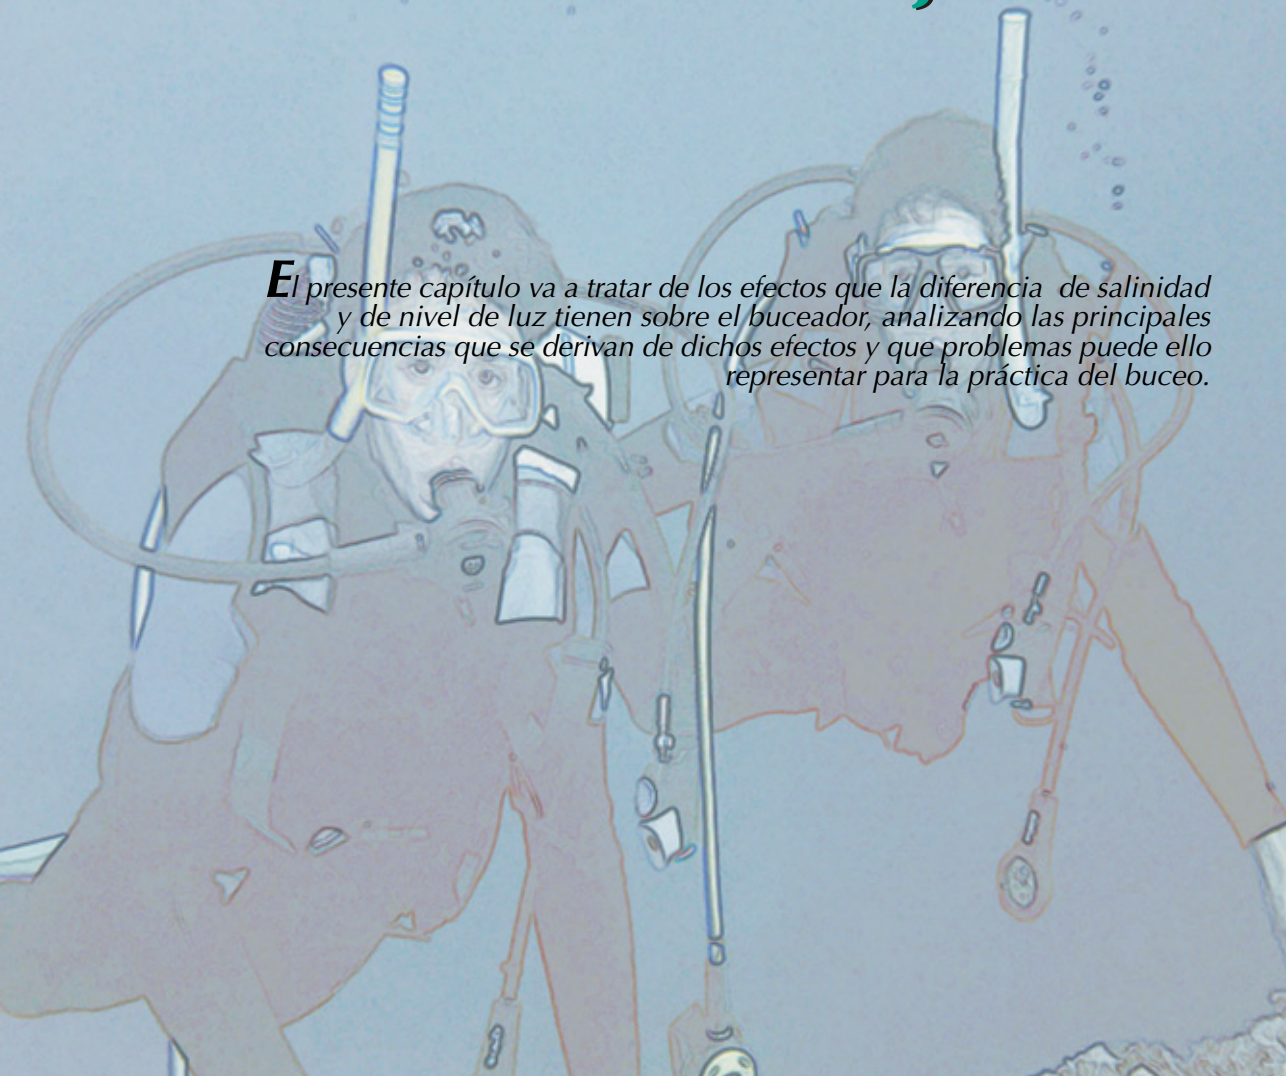 El presente capítulo va a tratar de los efectos que la diferencia de salinidad
y de nivel de luz tienen sobre el buceador, analizando las principales
consecuencias que se derivan de dichos efectos y que problemas puede ello
representar para la práctica del buceo.